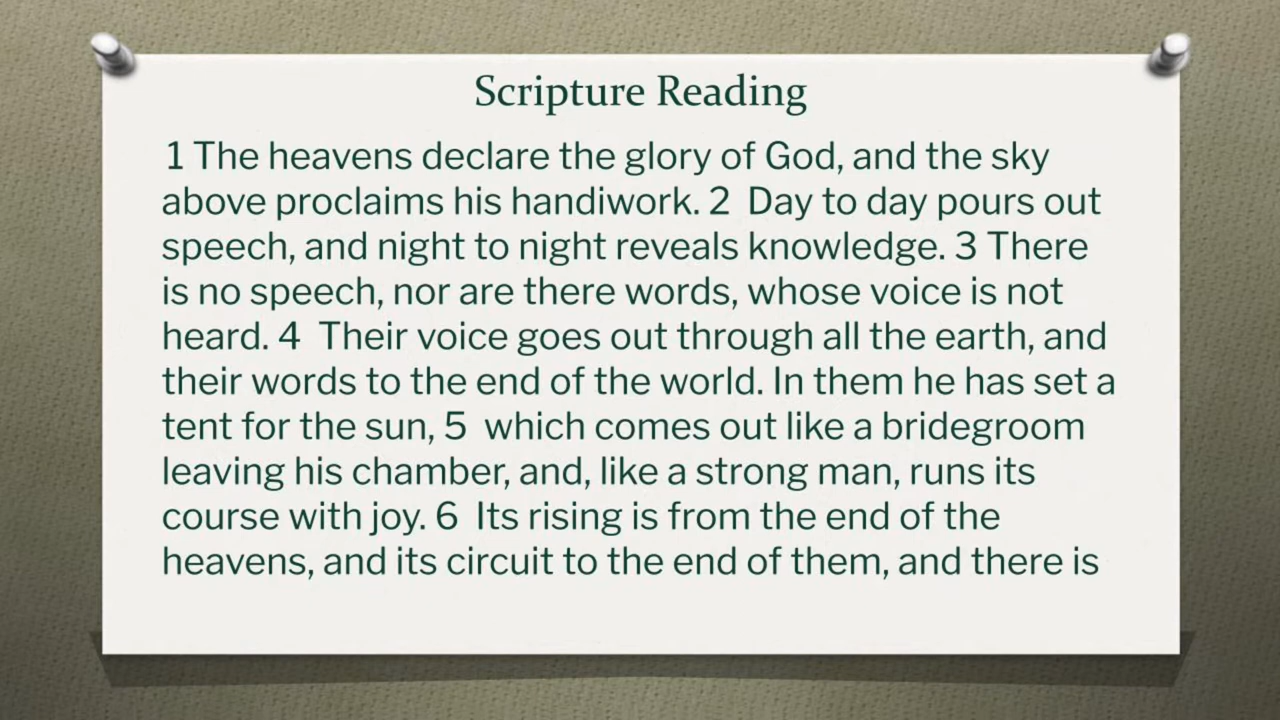 Scripture Reading
1 The heavens declare the glory of God, and the sky
above proclaims his handiwork. 2 Day to day pours out
speech, and night to night reveals knowledge. 3 There
is no speech, nor are there words, whose voice is not
heard. 4 Their voice goes out through all the earth, and
their words to the end of the world. In them he has set a
tent for the sun, 5 which comes out like a bridegroom
leaving his chamber, and, like a strong man, runs its
course with joy. 6 Its rising is from the end of the
heavens, and its circuit to the end of them, and there is